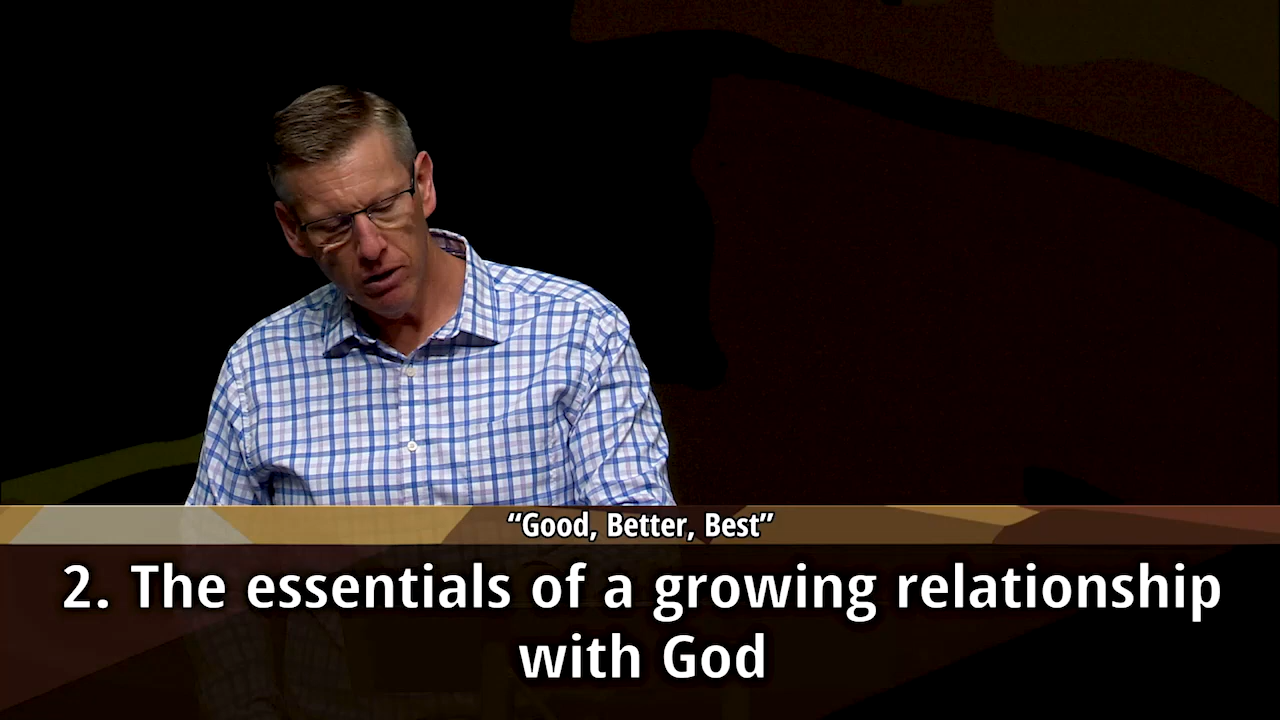 “Good, Better, Best”
2. The essentials of a growing relationship
with God